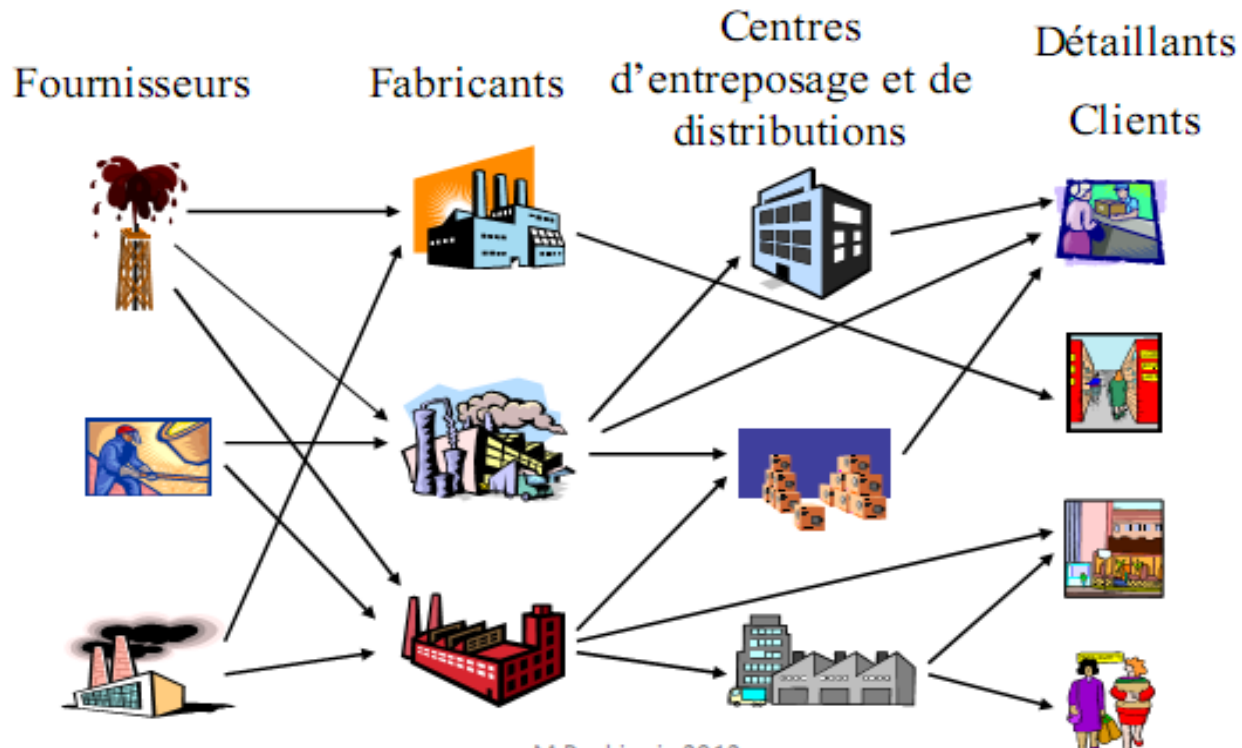 Fournisseurs
Fabricants
Centres
d'entreposage et de
distributions
Détaillants
Clients